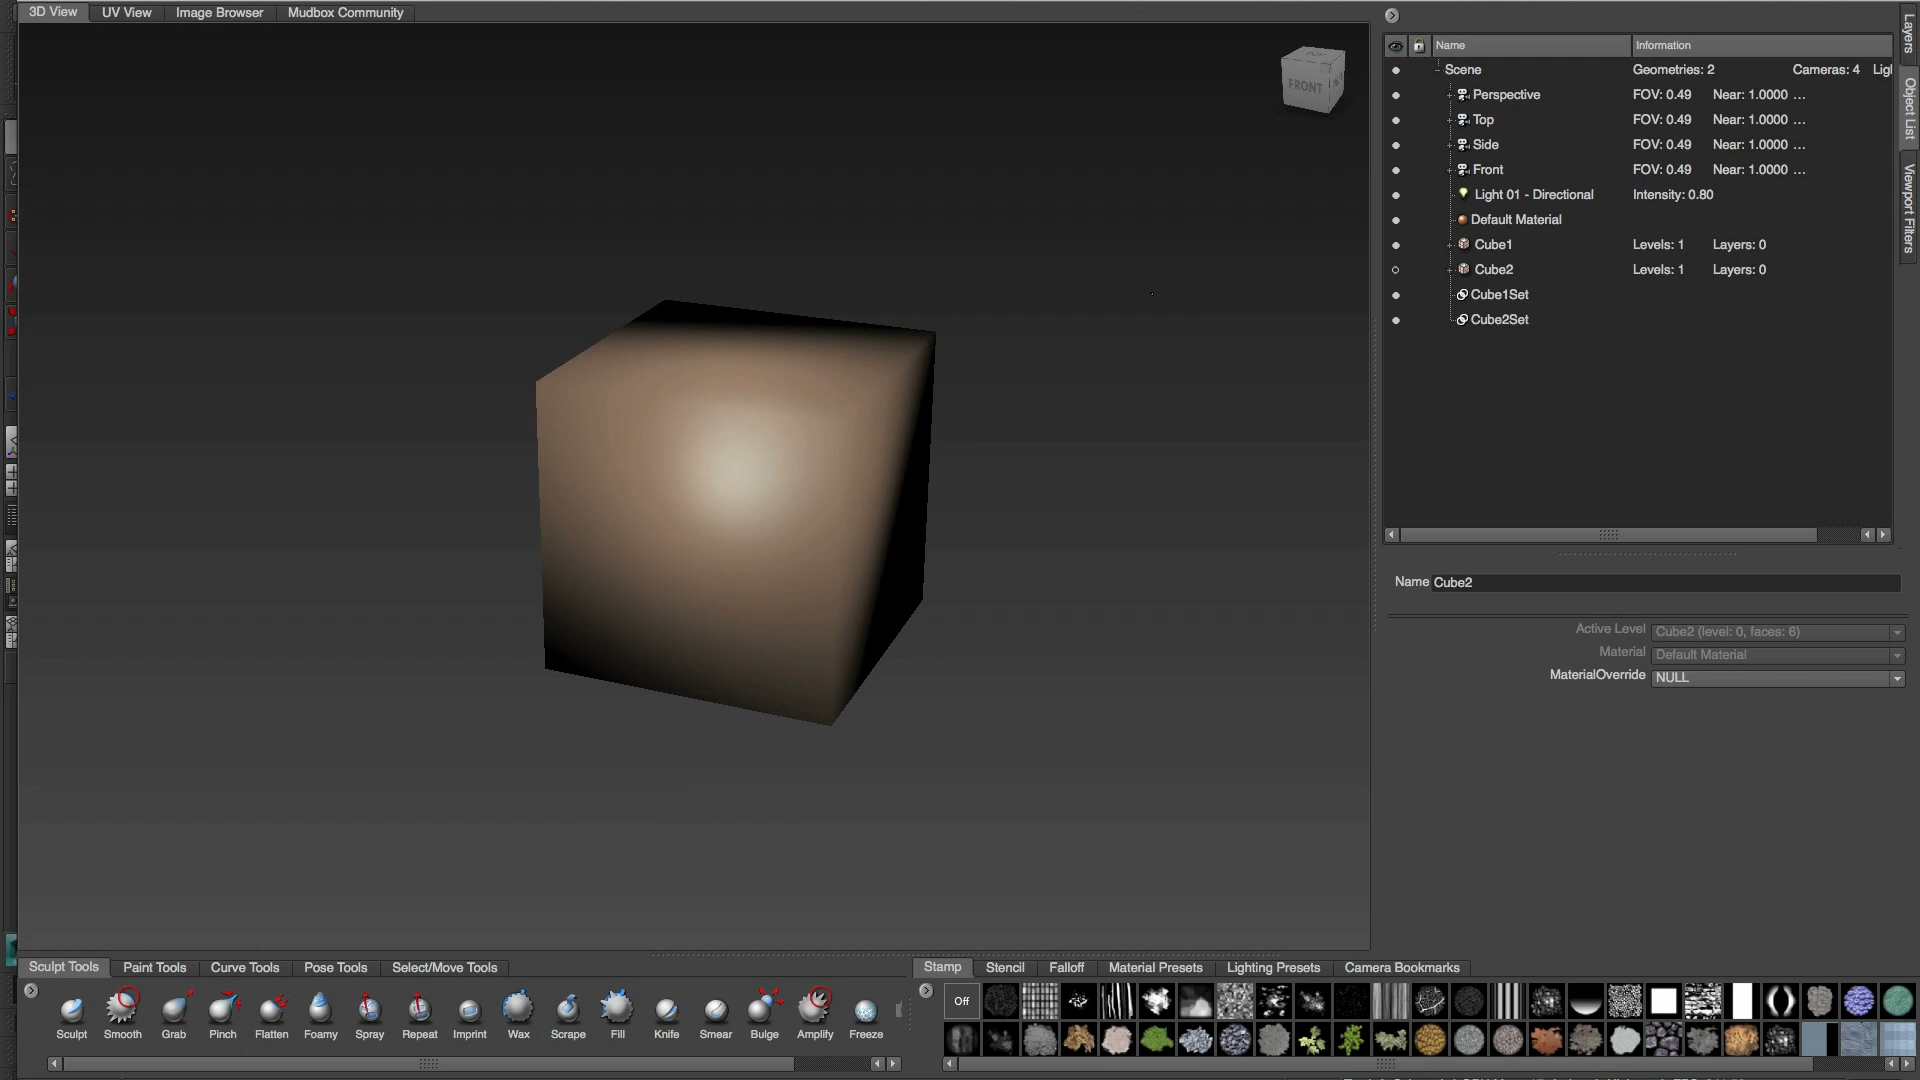 3D View UV View Image Browser Mudbox Community
FRONT
Name Information
Scene Geometries: 2 Cameras: 4 Ligl
Perspective FOV: 0.49 Near: 1.0000 ...
Top FOV: 0.49 Near: 1.0000 ...
Side FOV: 0.49 Near: 1.0000 ...
Front FOV: 0.49 Near: 1.0000 ...
Light 01 - Directional Intensity: 0.80
Default Material
Cube1 Levels: 1 Layers: 0
Cube2 Levels: 1 Layers: 0
Cube1Set
Cube2Set
Layers
Object List
Viewport Filters
Name Cube2
Active Level Cube2 (level: 0, faces: 6)
Material Default Material
MaterialOverride NULL
Sculpt Tools Paint Tools Curve Tools Pose Tools Select/Move Tools
Sculpt Smooth Grab Pinch Flatten Foamy Spray Repeat Imprint Wax Scrape Fill Knife Smear Bulge Amplify Freeze
Stamp Stencil Falloff Material Presets Lighting Presets Camera Bookmarks
Off